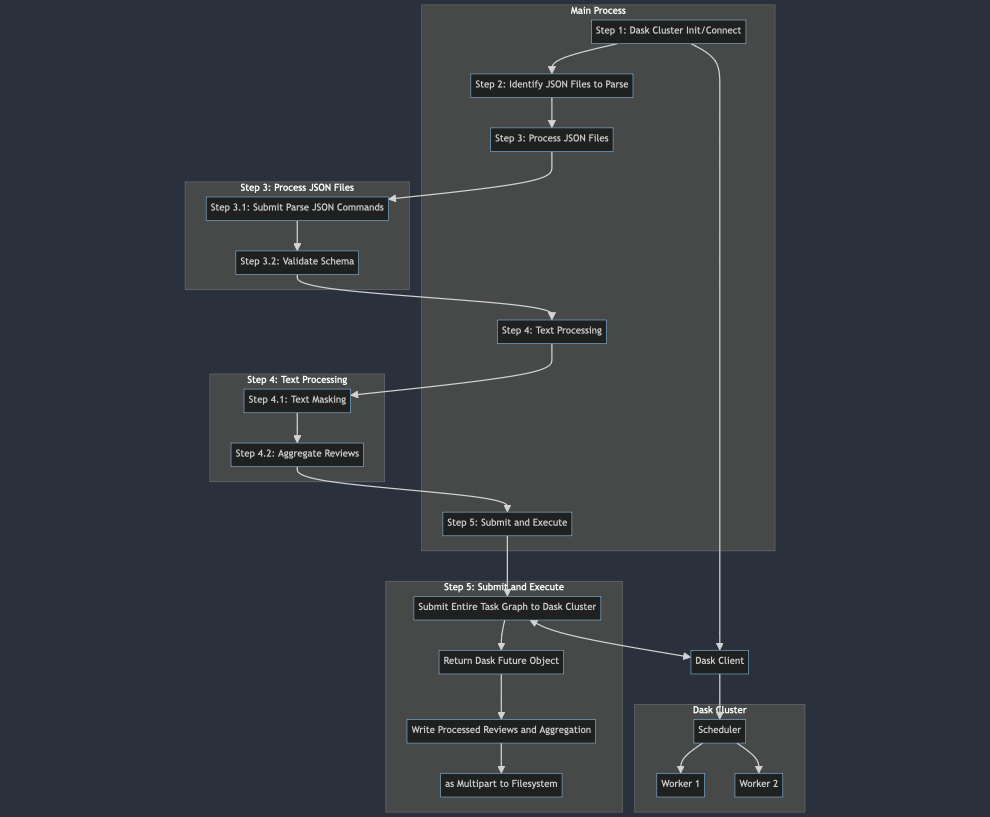 Main Process
Step 1: Dask Cluster Init/Connect
Step 2: Identify JSON Files to Parse
Step 3: Process JSON Files
Step 3: Process JSON Files
Step 3.1: Submit Parse JSON Commands
Step 3.2: Validate Schema
Step 4: Text Processing
Step 4: Text Processing
Step 4.1: Text Masking
Step 4.2: Aggregate Reviews
Step 5: Submit and Execute
Step 5: Submit and Execute
Submit Entire Task Graph to Dask Cluster
Return Dask Future Object
Dask Client
Dask Cluster
Write Processed Reviews and Aggregation
Scheduler
as Multipart to Filesystem
Worker 1
Worker 2